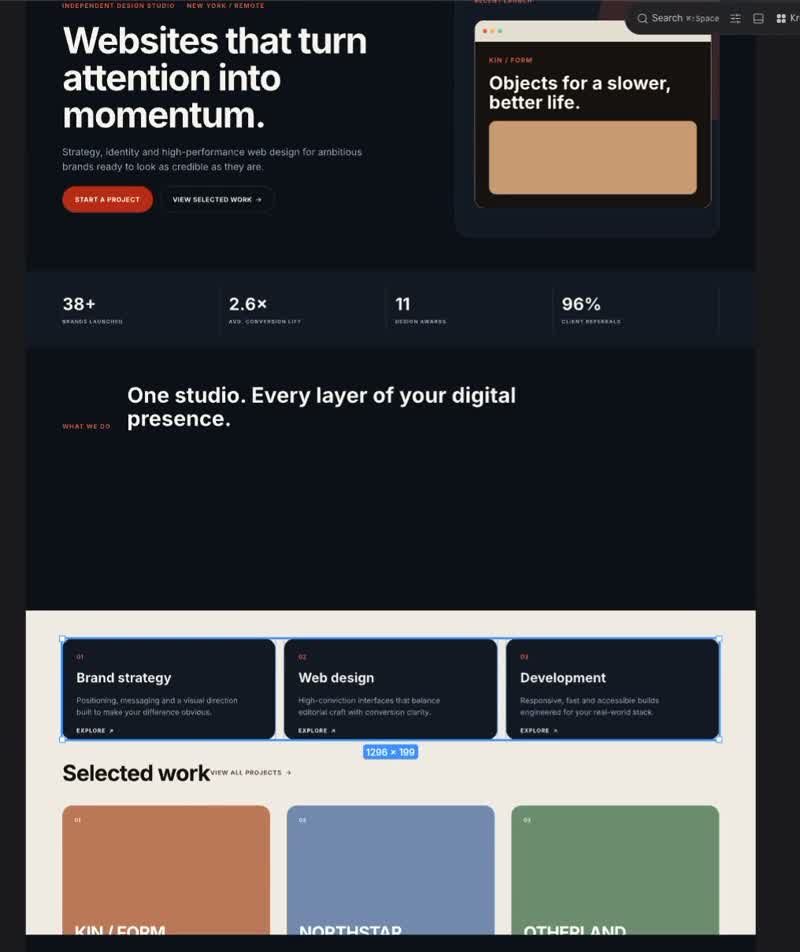 INDEPENDENT DESIGN STUDIO NEW YORK / REMOTE
Websites that turn
attention into
momentum.
Strategy, identity and high-performance web design for ambitious
brands ready to look as credible as they are.
START A PROJECT
VIEW SELECTED WORK →
RECENT LAUNCH
Search ⌘+Space
KIN / FORM
Objects for a slower,
better life.
38+
BRANDS LAUNCHED
2.6×
AVG. CONVERSION LIFT
11
DESIGN AWARDS
96%
CLIENT REFERRALS
WHAT WE DO
One studio. Every layer of your digital
presence.
01
Brand strategy
Positioning, messaging and a visual direction
built to make your difference obvious.
EXPLORE ↗
02
Web design
High-conviction interfaces that balance
editorial craft with conversion clarity.
EXPLORE ↗
03
Development
Responsive, fast and accessible builds
engineered for your real-world stack.
EXPLORE ↗
1296 × 199
Selected work
VIEW ALL PROJECTS →
01
KIN / FORM
02
NORTHSTAR
03
OTHERLAND